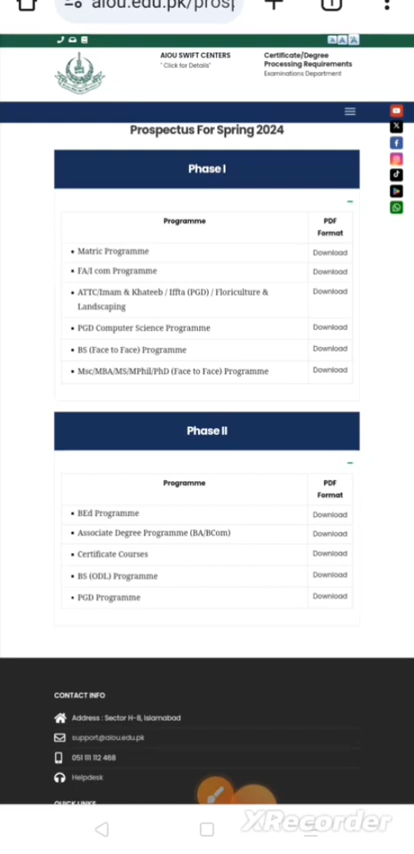 aiou.edu.pk/prosp
AIOU SWIFT CENTERS
" Click for Details"
Certificate/Degree
Processing Requirements
Examinations Department
A A A
Prospectus For Spring 2024
Phase I
Programme
PDF
Format
Matric Programme
Download
FA/I com Programme
Download
ATTC/Imam & Khateeb / Iffta (PGD) / Floriculture &
Landscaping
Download
PGD Computer Science Programme
Download
BS (Face to Face) Programme
Download
Msc/MBA/MS/MPhil/PhD (Face to Face) Programme
Download
Phase II
Programme
PDF
Format
BEd Programme
Download
Associate Degree Programme (BA/BCom)
Download
Certificate Courses
Download
BS (ODL) Programme
Download
PGD Programme
Download
CONTACT INFO
Address : Sector H-8, Islamabad
support@aiou.edu.pk
051 111 112 468
Helpdesk
QUICK LINKS
XRecorder